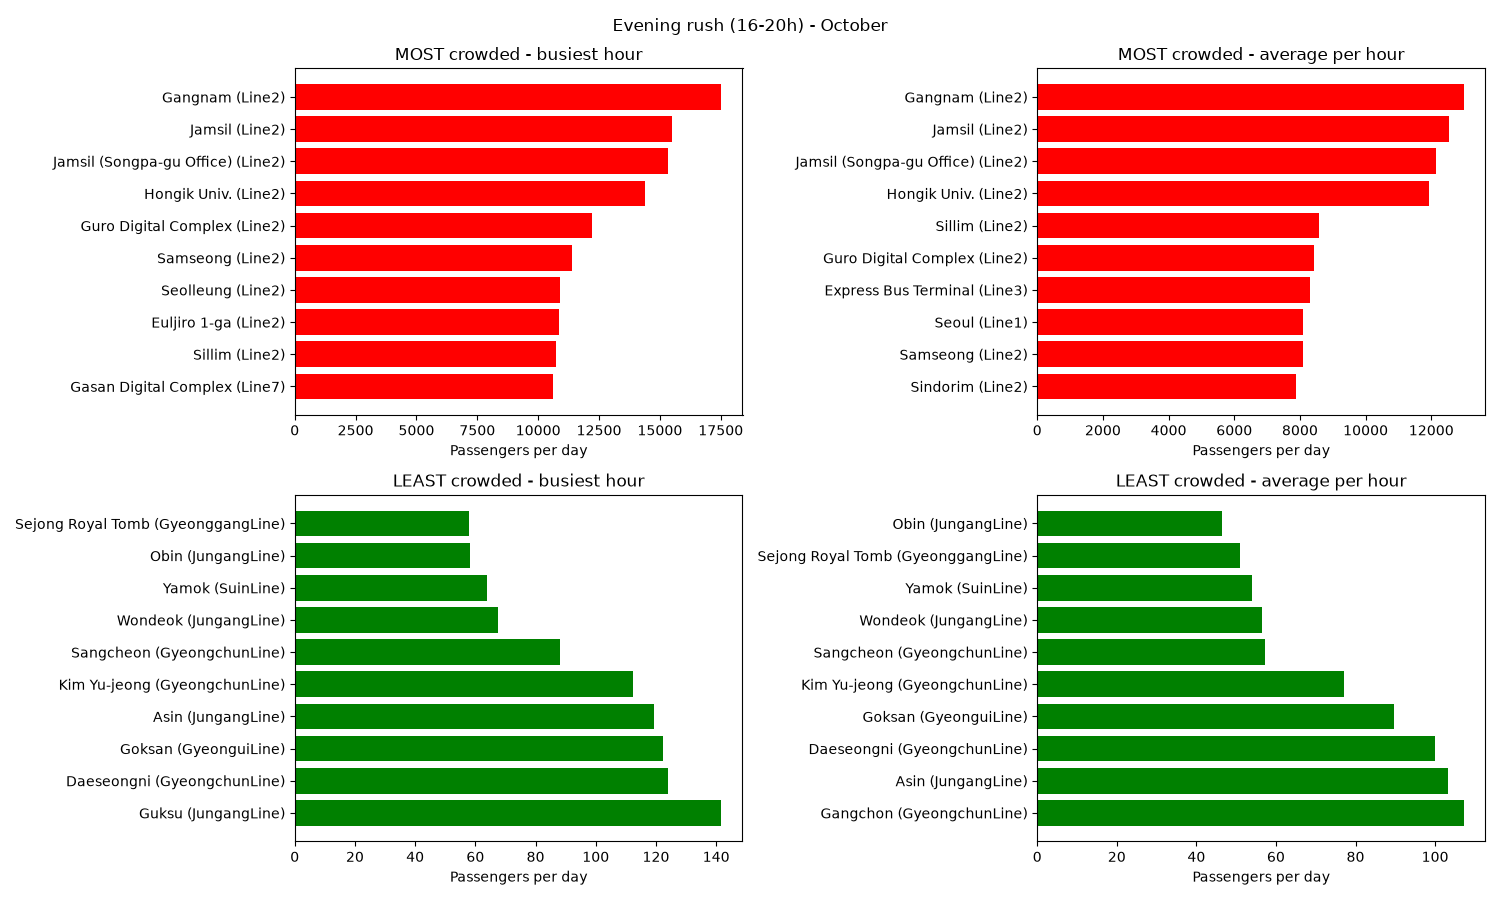 Evening rush (16-20h) - October
MOST crowded - busiest hour
Gangnam (Line2)
Jamsil (Line2)
Jamsil (Songpa-gu Office) (Line2)
Hongik Univ. (Line2)
Guro Digital Complex (Line2)
Samseong (Line2)
Seolleung (Line2)
Euljiro 1-ga (Line2)
Sillim (Line2)
Gasan Digital Complex (Line7)
0 2500 5000 7500 10000 12500 15000 17500
Passengers per day
MOST crowded - average per hour
Gangnam (Line2)
Jamsil (Line2)
Jamsil (Songpa-gu Office) (Line2)
Hongik Univ. (Line2)
Sillim (Line2)
Guro Digital Complex (Line2)
Express Bus Terminal (Line3)
Seoul (Line1)
Samseong (Line2)
Sindorim (Line2)
0 2000 4000 6000 8000 10000 12000
Passengers per day
LEAST crowded - busiest hour
Sejong Royal Tomb (GyeonggangLine)
Obin (JungangLine)
Yamok (SuinLine)
Wondeok (JungangLine)
Sangcheon (GyeongchunLine)
Kim Yu-jeong (GyeongchunLine)
Asin (JungangLine)
Goksan (GyeonguiLine)
Daeseongni (GyeongchunLine)
Guksu (JungangLine)
0 20 40 60 80 100 120 140
Passengers per day
LEAST crowded - average per hour
Obin (JungangLine)
Sejong Royal Tomb (GyeonggangLine)
Yamok (SuinLine)
Wondeok (JungangLine)
Sangcheon (GyeongchunLine)
Kim Yu-jeong (GyeongchunLine)
Goksan (GyeonguiLine)
Daeseongni (GyeongchunLine)
Asin (JungangLine)
Gangchon (GyeongchunLine)
0 20 40 60 80 100
Passengers per day